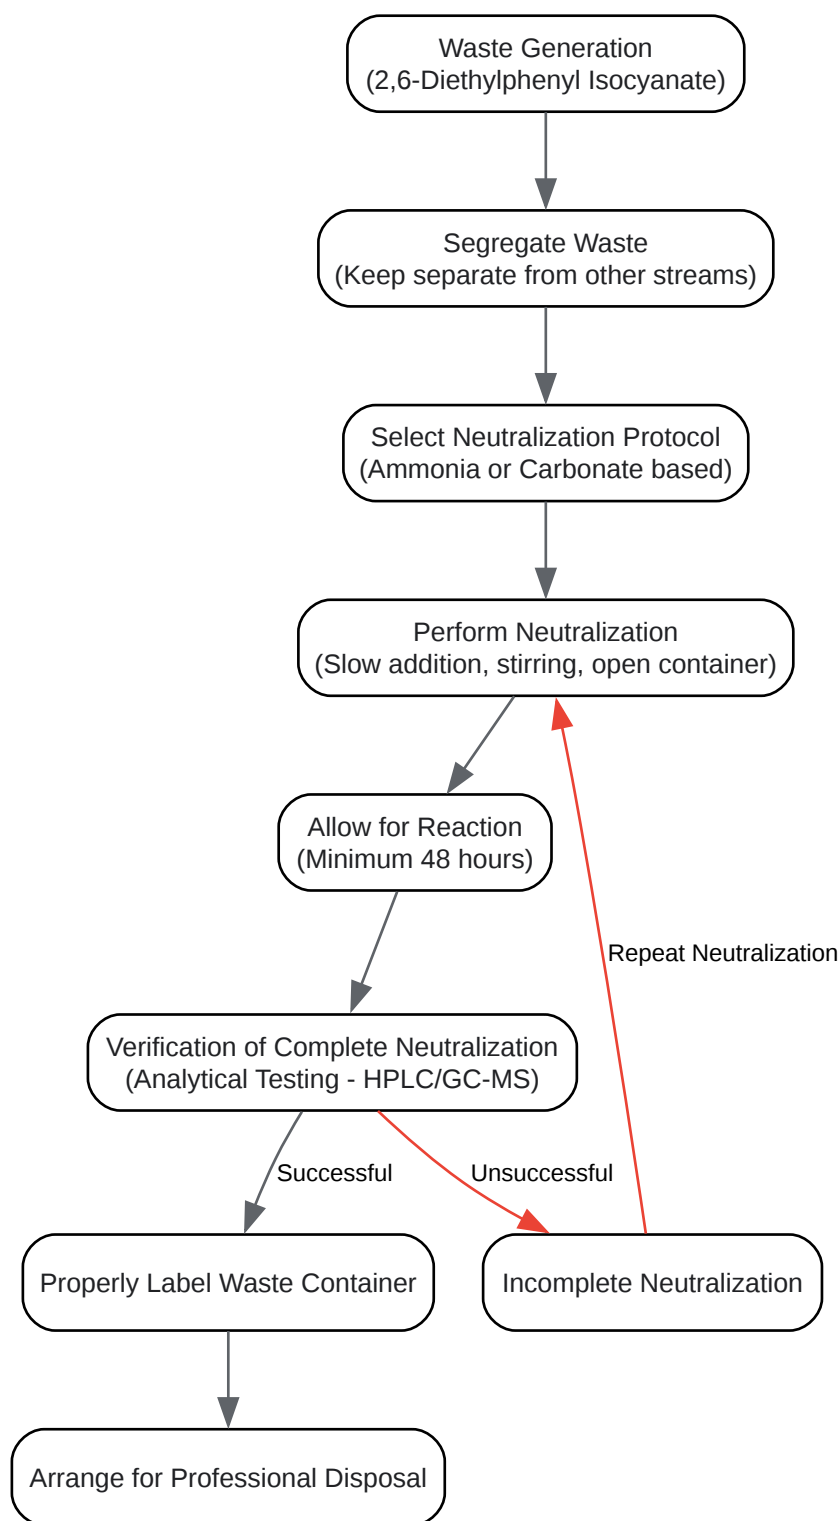 Waste Generation
(2,6-Diethylphenyl Isocyanate)
Segregate Waste
(Keep separate from other streams)
Select Neutralization Protocol
(Ammonia or Carbonate based)
Perform Neutralization
(Slow addition, stirring, open container)
Allow for Reaction
(Minimum 48 hours)
Repeat Neutralization
Verification of Complete Neutralization
(Analytical Testing - HPLC/GC-MS)
Successful
Unsuccessful
Properly Label Waste Container
Incomplete Neutralization
Arrange for Professional Disposal